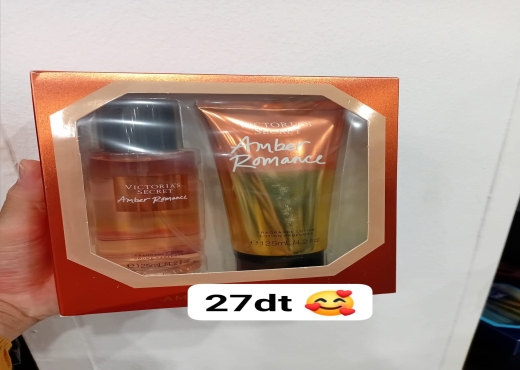 VICTORIA'S
SECRET
Amber Romance
VICTORIA'S
SECRET
Amber
Romance
27dt 🥰